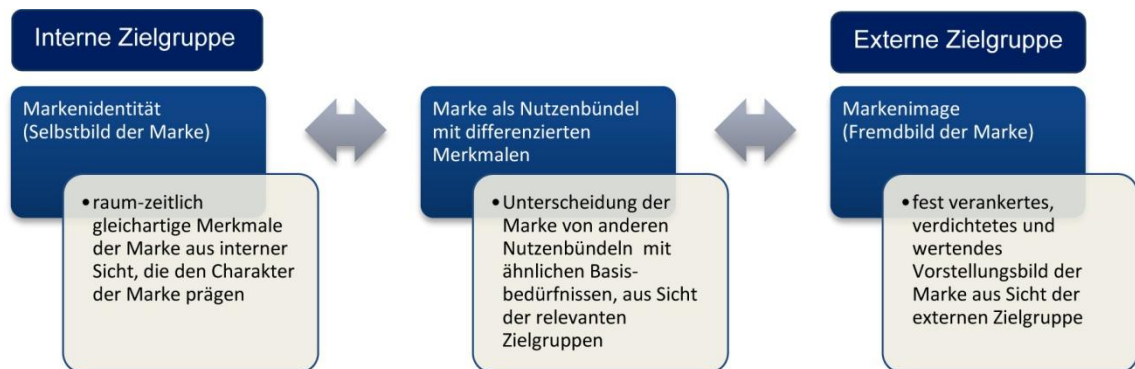 Interne Zielgruppe
Markenidentität
(Selbstbild der Marke)
•raum-zeitlich
gleichartige Merkmale
der Marke aus interner
Sicht, die den Charakter
der Marke prägen
Marke als Nutzenbündel
mit differenzierten
Merkmalen
•Unterscheidung der
Marke von anderen
Nutzenbündeln mit
ähnlichen Basis-
bedürfnissen, aus Sicht
der relevanten
Zielgruppen
Externe Zielgruppe
Markenimage
(Fremdbild der Marke)
•fest verankertes,
verdichtetes und
wertendes
Vorstellungsbild der
Marke aus Sicht der
externen Zielgruppe